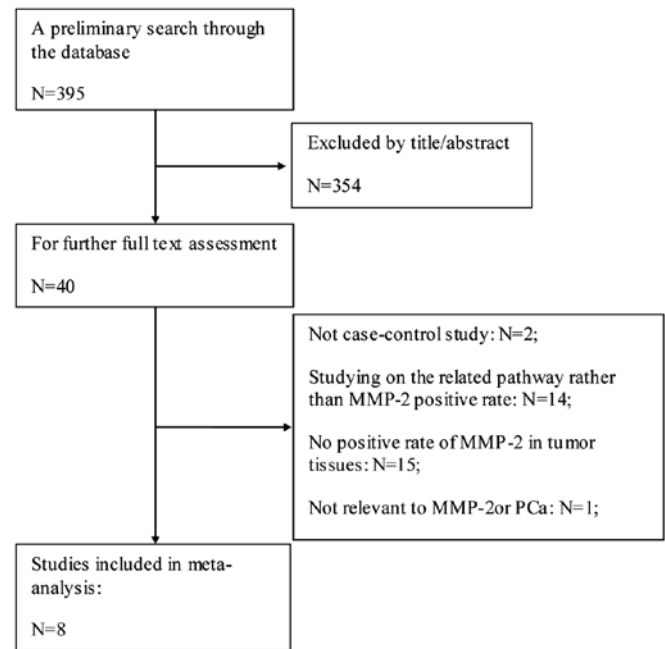 A preliminary search through
the database
N=395
Excluded by title/abstract
N=354
For further full text assessment
N=40
Not case-control study: N=2;
Studying on the related pathway rather
than MMP-2 positive rate: N=14;
No positive rate of MMP-2 in tumor
tissues: N=15;
Not relevant to MMP-2or PCa: N=1;
Studies included in meta-
analysis:
N=8